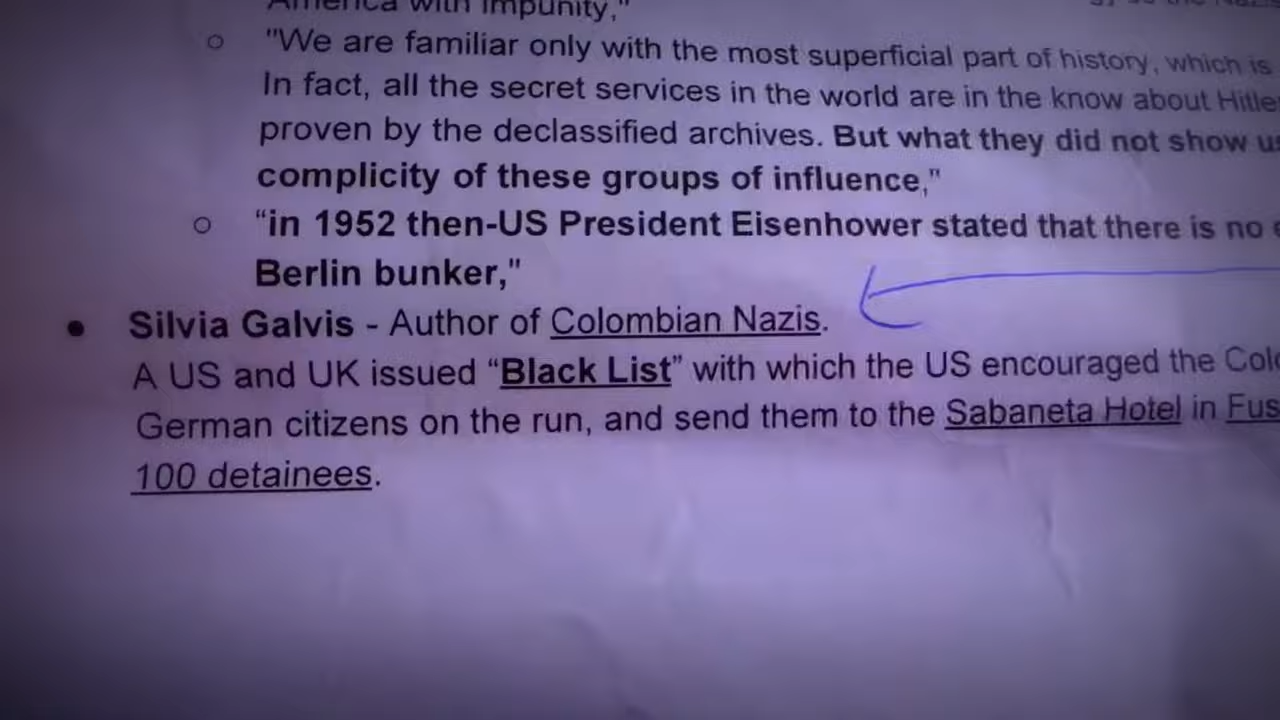 America with impunity,"
○ "We are familiar only with the most superficial part of history, which is
In fact, all the secret services in the world are in the know about Hitle
proven by the declassified archives. But what they did not show us
complicity of these groups of influence,"
○ “in 1952 then-US President Eisenhower stated that there is no
Berlin bunker,"
● Silvia Galvis - Author of Colombian Nazis.
A US and UK issued “Black List” with which the US encouraged the Col
German citizens on the run, and send them to the Sabaneta Hotel in Fus
100 detainees.